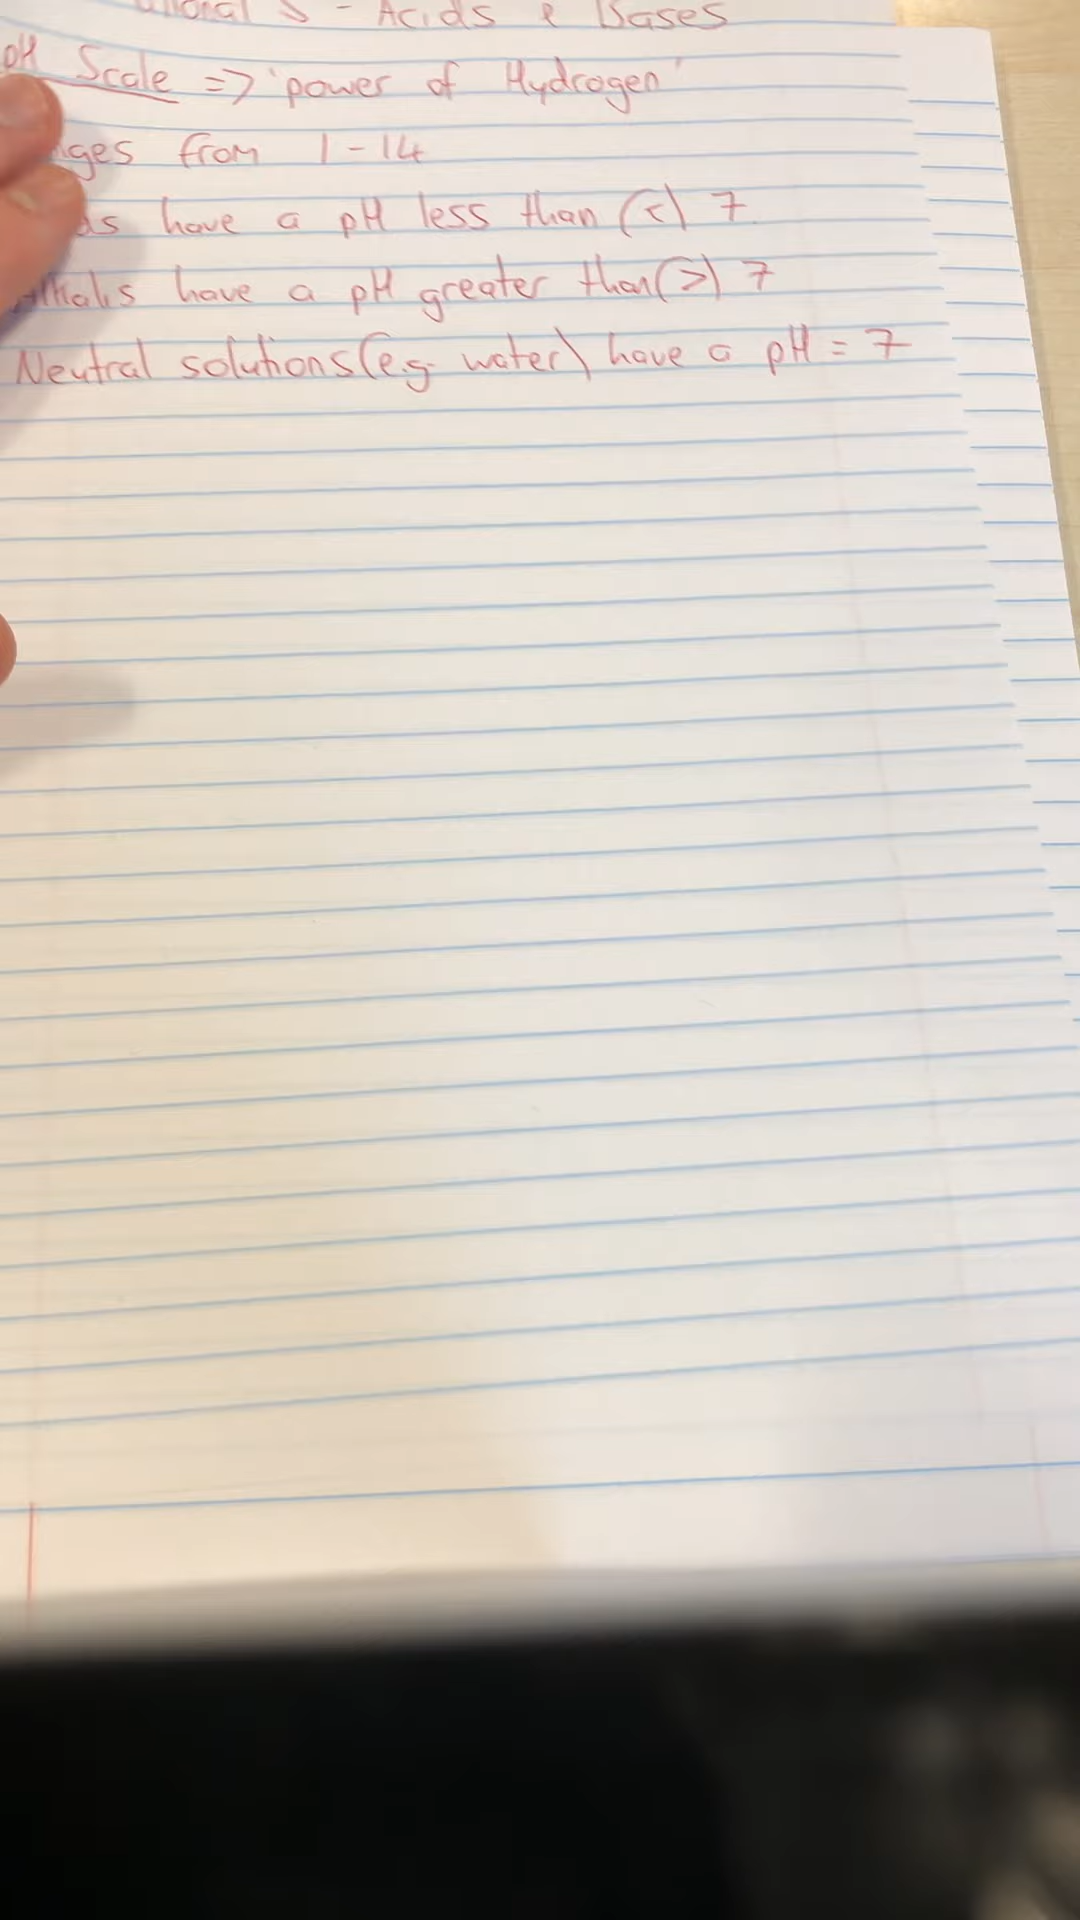 - Acids & Bases
pH Scale => 'power of Hydrogen'
from 1-14
have a pH less than (<) 7
have a pH greater than (>) 7
Neutral solutions (e.g. water) have a pH = 7